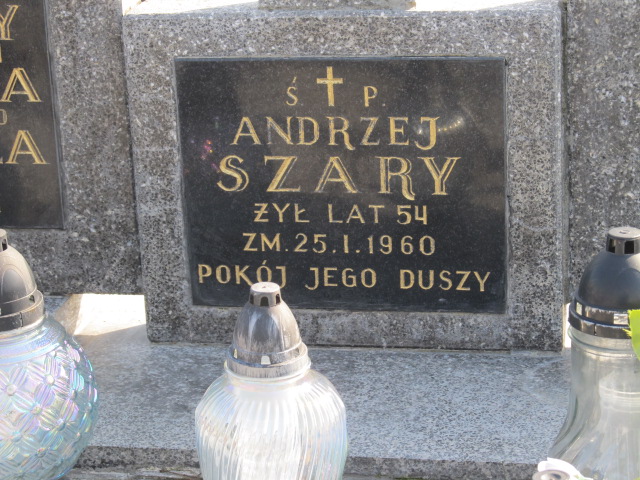 Ś P.
ANDRZEJ
SZARY
ŻYŁ LAT 54
ZM. 25. I. 1960
POKÓJ JEGO DUSZY